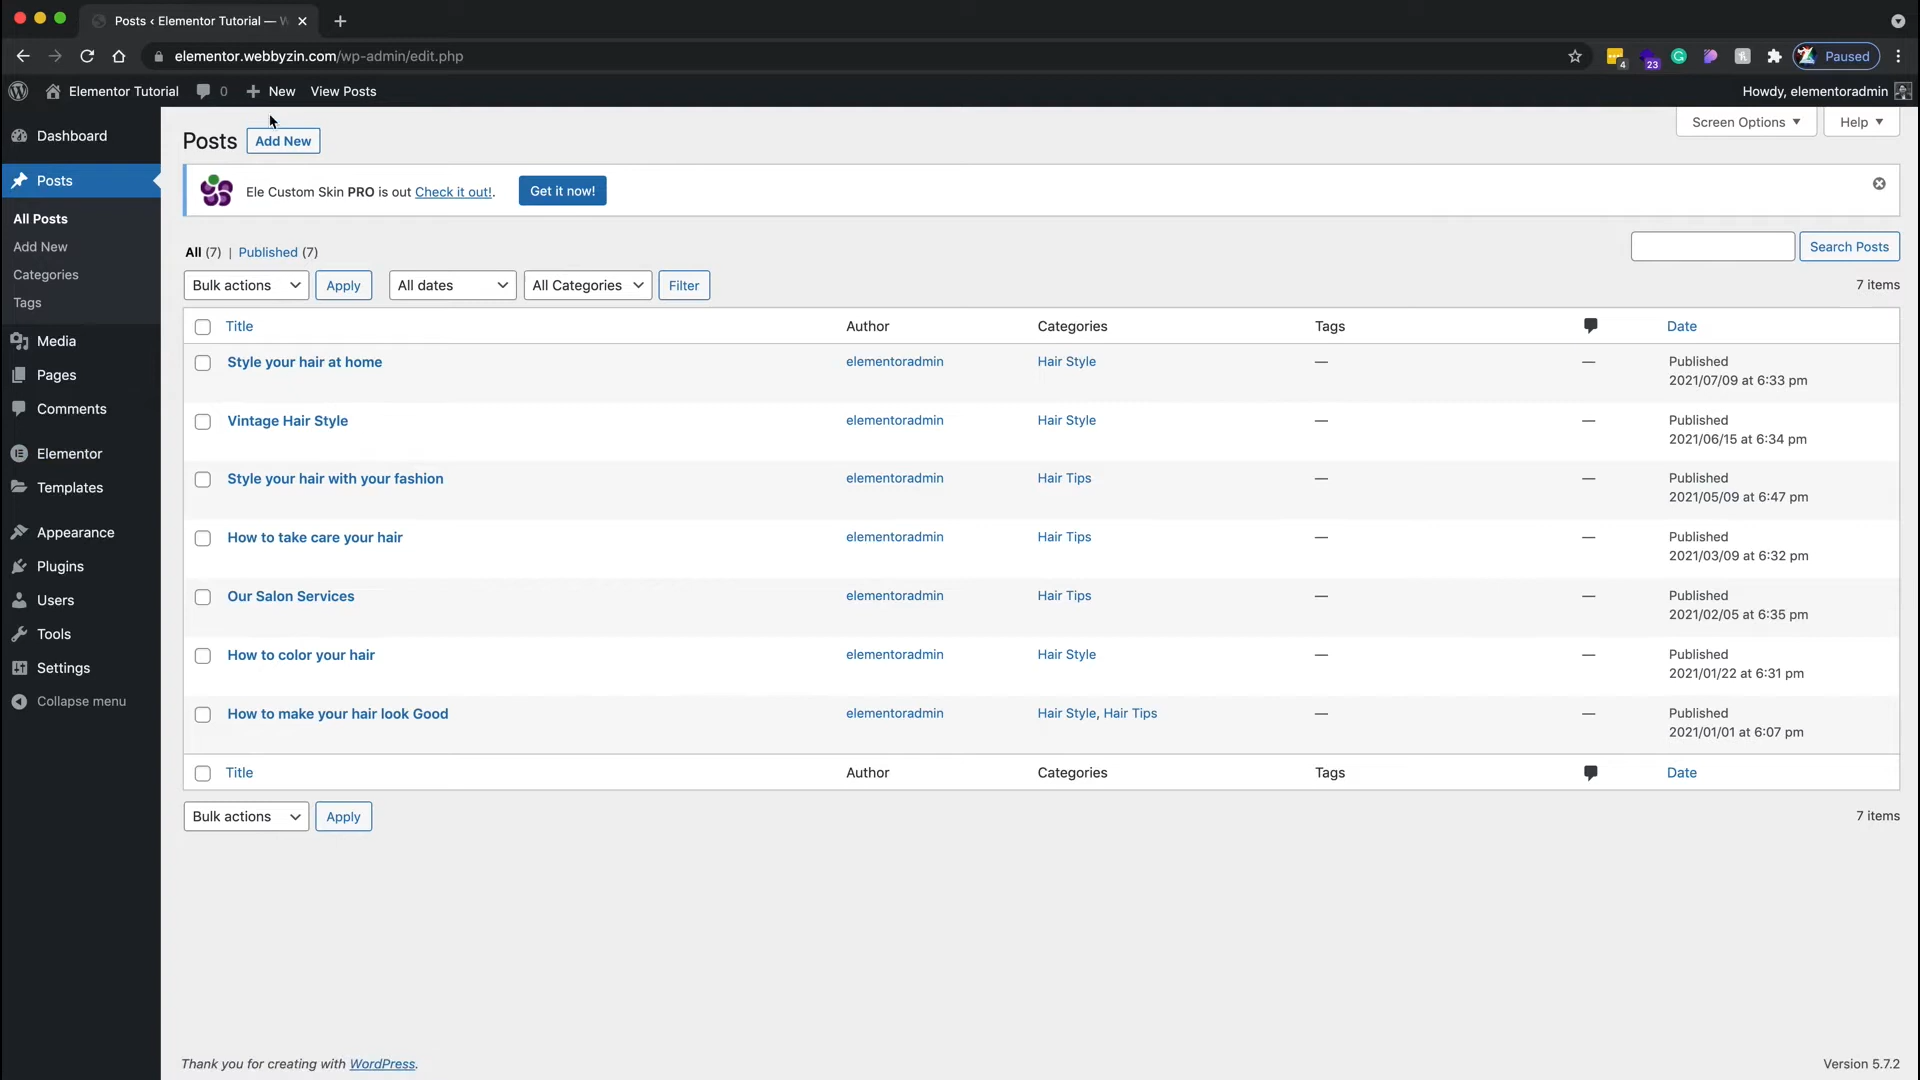 Posts ‹ Elementor Tutorial — W
elementor.webbyzin.com/wp-admin/edit.php
4
23
Paused
Elementor Tutorial
0
New
View Posts
Howdy, elementoradmin
Dashboard
Posts
All Posts
Add New
Categories
Tags
Media
Pages
Comments
Elementor
Templates
Appearance
Plugins
Users
Tools
Settings
Collapse menu
Posts Add New
Screen Options
Help
Ele Custom Skin PRO is out Check it out!. Get it now!
All (7) | Published (7)
Search Posts
Bulk actions Apply All dates All Categories Filter
7 items
Title Author Categories Tags Date
Style your hair at home elementoradmin Hair Style — — Published
2021/07/09 at 6:33 pm
Vintage Hair Style elementoradmin Hair Style — — Published
2021/06/15 at 6:34 pm
Style your hair with your fashion elementoradmin Hair Tips — — Published
2021/05/09 at 6:47 pm
How to take care your hair elementoradmin Hair Tips — — Published
2021/03/09 at 6:32 pm
Our Salon Services elementoradmin Hair Tips — — Published
2021/02/05 at 6:35 pm
How to color your hair elementoradmin Hair Style — — Published
2021/01/22 at 6:31 pm
How to make your hair look Good elementoradmin Hair Style, Hair Tips — — Published
2021/01/01 at 6:07 pm
Title Author Categories Tags Date
Bulk actions Apply
7 items
Thank you for creating with WordPress.
Version 5.7.2